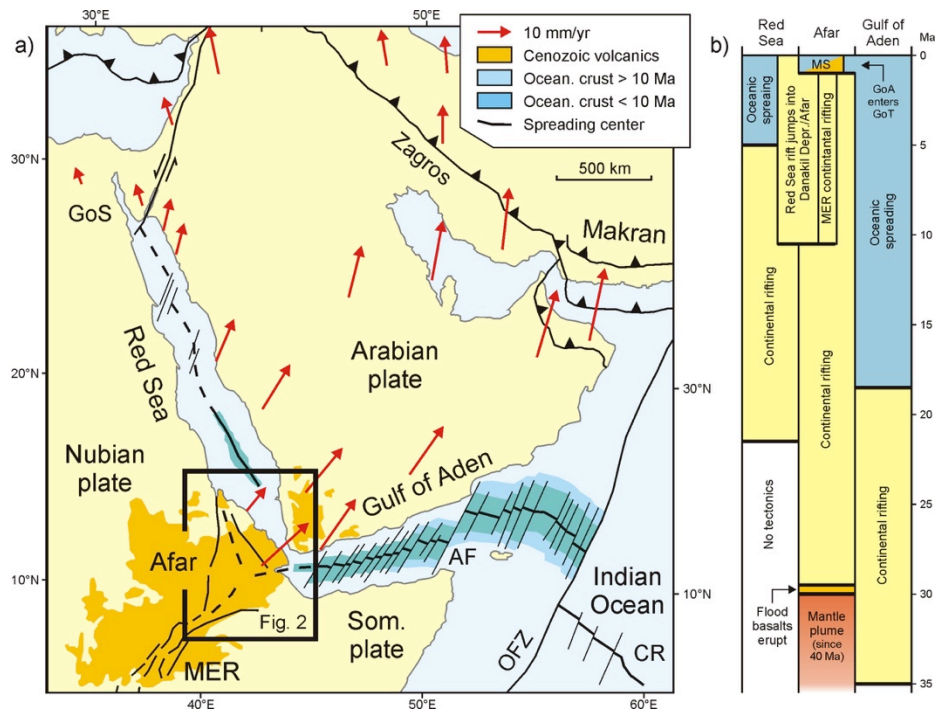 a)
50°E
10 mm/yr
Cenozoic volcanics
Ocean. crust > 10 Ma
Ocean. crust < 10 Ma
Spreading center
500 km
30°N
GoS
Zagros
Makran
Red Sea
Arabian
plate
20°N
30°N
Nubian
plate
Gulf of Aden
Afar
AF
10°N
Fig. 2
Som.
plate
Indian
Ocean
10°N
MER
OFZ
CR
40°E
50°E
60°E
b)
Red
Sea
Afar
Gulf of
Aden
Ma
0
5
10
15
20
25
30
35
Oceanic spreaing
Continental rifting
No tectonics
Flood
basalts
erupt
MS
Red Sea rift jumps into
Danakil Depr./Afar
MER contintantal rifting
Continental rifting
Mantle
plume
(since
40 Ma)
GoA
enters
GoT
Oceanic
spreading
Continental rifting